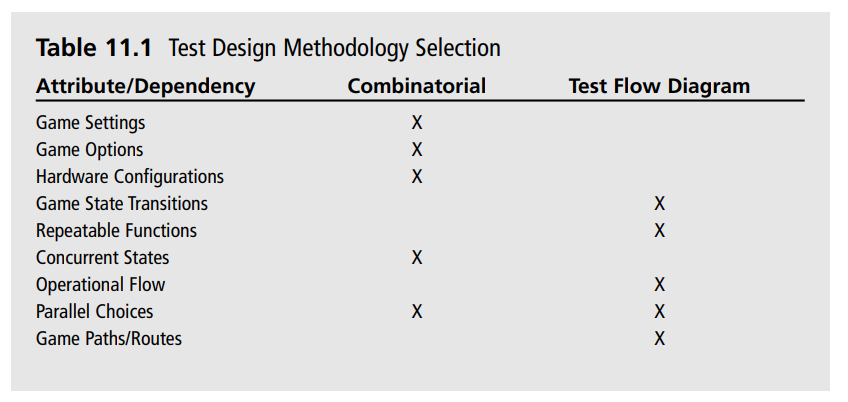 Table 11.1 Test Design Methodology Selection
Attribute/Dependency Combinatorial Test Flow Diagram
Game Settings X
Game Options X
Hardware Configurations X
Game State Transitions X
Repeatable Functions X
Concurrent States X
Operational Flow X
Parallel Choices X X
Game Paths/Routes X